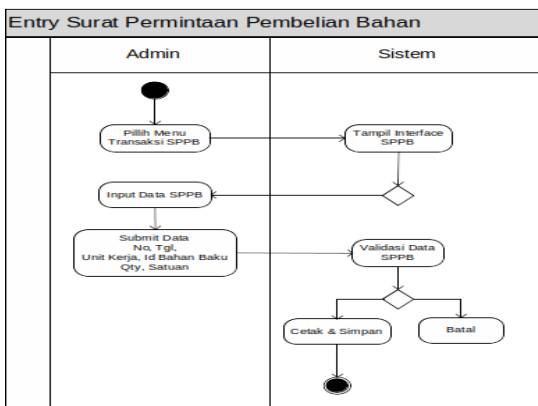 Entry Surat Permintaan Pembelian Bahan
Admin
Sistem
Pillih Menu
Transaksi SPPB
Tampil Interface
SPPB
Input Data SPPB
Submit Data
No, Tgl,
Unit Kerja, Id Bahan Baku
Qty, Satuan
Validasi Data
SPPB
Cetak & Simpan
Batal